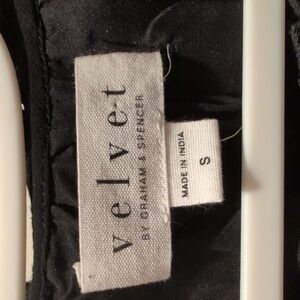 velvet
BY GRAHAM & SPENCER
MADE IN INDIA
S